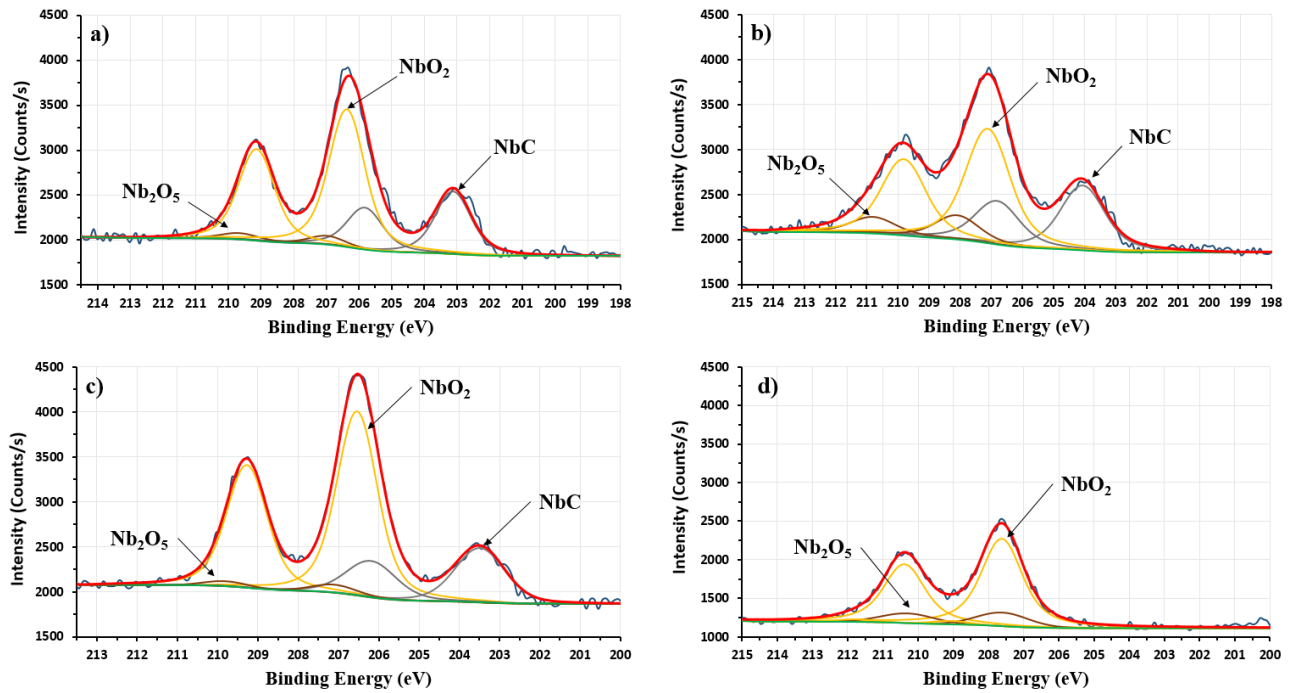 a)
Intensity (Counts/s)
4500
4000
3500
3000
2500
2000
1500
NbO₂
NbC
Nb₂O₅
214 213 212 211 210 209 208 207 206 205 204 203 202 201 200 199 198
Binding Energy (eV)
b)
Intensity (Counts/s)
4500
4000
3500
3000
2500
2000
1500
NbO₂
NbC
Nb₂O₅
215 214 213 212 211 210 209 208 207 206 205 204 203 202 201 200 199 198
Binding Energy (eV)
c)
Intensity (Counts/s)
4500
4000
3500
3000
2500
2000
1500
NbO₂
NbC
Nb₂O₅
213 212 211 210 209 208 207 206 205 204 203 202 201 200
Binding Energy (eV)
d)
Intensity (Counts/s)
4500
4000
3500
3000
2500
2000
1500
1000
NbO₂
Nb₂O₅
215 214 213 212 211 210 209 208 207 206 205 204 203 202 201 200
Binding Energy (eV)